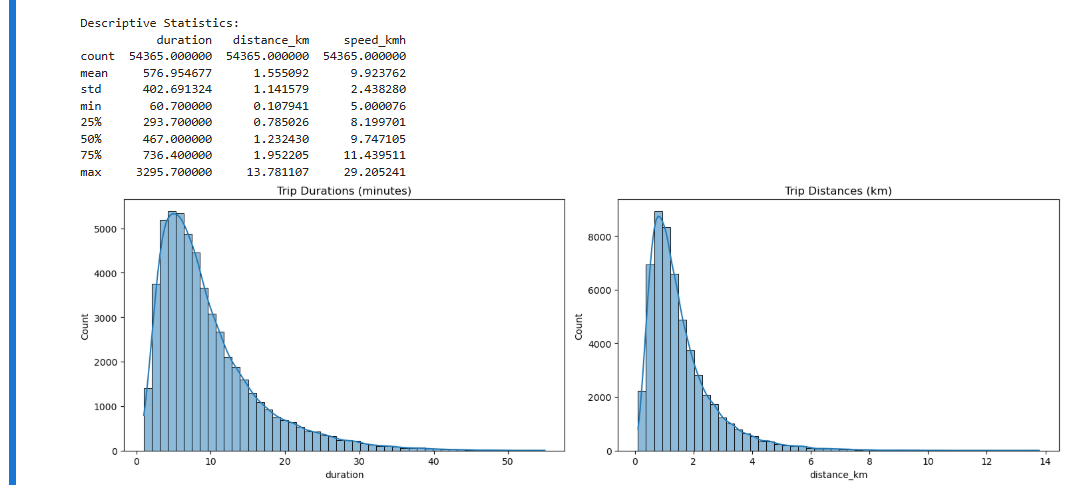 Descriptive Statistics:
duration distance_km speed_kmh
count 54365.000000 54365.000000 54365.000000
mean 576.954677 1.555092 9.923762
std 402.691324 1.141579 2.438280
min 60.700000 0.107941 5.000076
25% 293.700000 0.785026 8.199701
50% 467.000000 1.232430 9.747105
75% 736.400000 1.952205 11.439511
max 3295.700000 13.781107 29.205241
Trip Durations (minutes)
Count
5000
4000
3000
2000
1000
0
0 10 20 30 40 50
duration
Trip Distances (km)
Count
8000
6000
4000
2000
0
0 2 4 6 8 10 12 14
distance_km